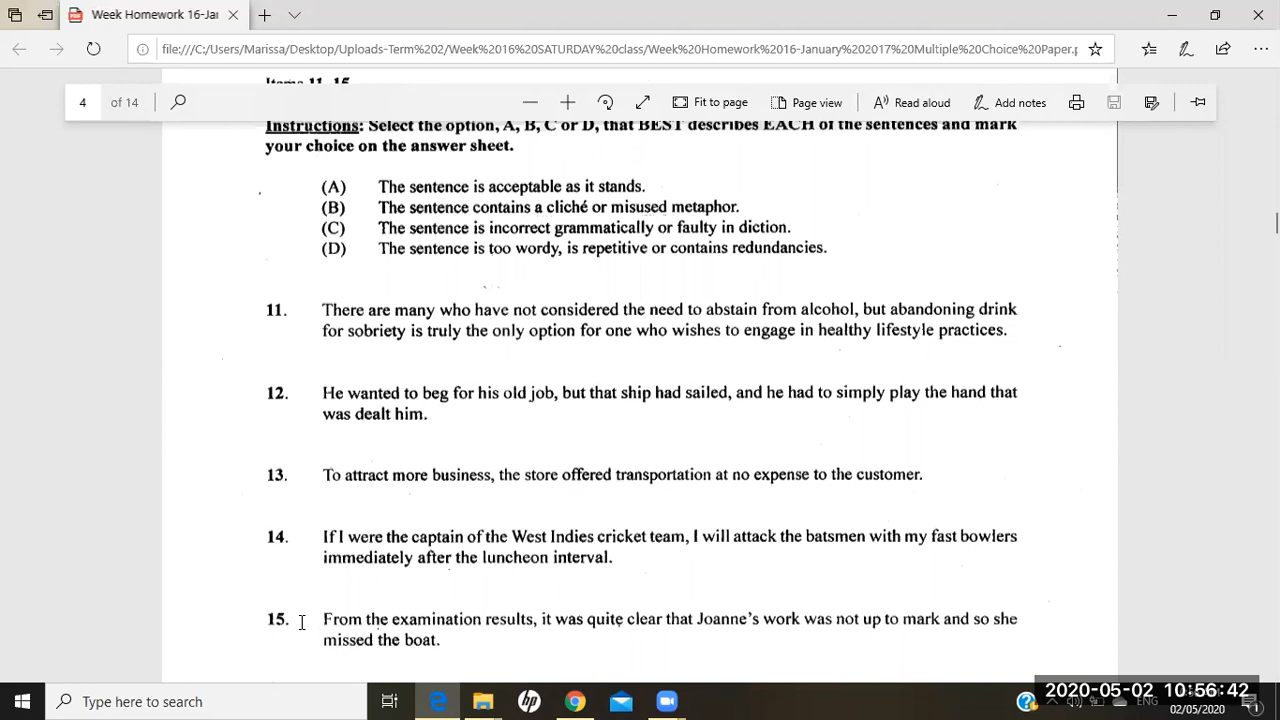 Week Homework 16-Jan
file:///C:/Users/Marissa/Desktop/Uploads-Term%202/Week%2016%20SATURDAY%20class/Week%20Homework%2016-January%202017%20Multiple%20Choice%20Paper.p
Items 11-15
4 of 14 Fit to page Page view Read aloud Add notes
Instructions: Select the option, A, B, C or D, that BEST describes EACH of the sentences and mark
your choice on the answer sheet.
(A) The sentence is acceptable as it stands.
(B) The sentence contains a cliché or misused metaphor.
(C) The sentence is incorrect grammatically or faulty in diction.
(D) The sentence is too wordy, is repetitive or contains redundancies.
11. There are many who have not considered the need to abstain from alcohol, but abandoning drink
for sobriety is truly the only option for one who wishes to engage in healthy lifestyle practices.
12. He wanted to beg for his old job, but that ship had sailed, and he had to simply play the hand that
was dealt him.
13. To attract more business, the store offered transportation at no expense to the customer.
14. If I were the captain of the West Indies cricket team, I will attack the batsmen with my fast bowlers
immediately after the luncheon interval.
15. From the examination results, it was quite clear that Joanne's work was not up to mark and so she
missed the boat.
Type here to search
2020-05-02 10:56:42
ENG
02/05/2020